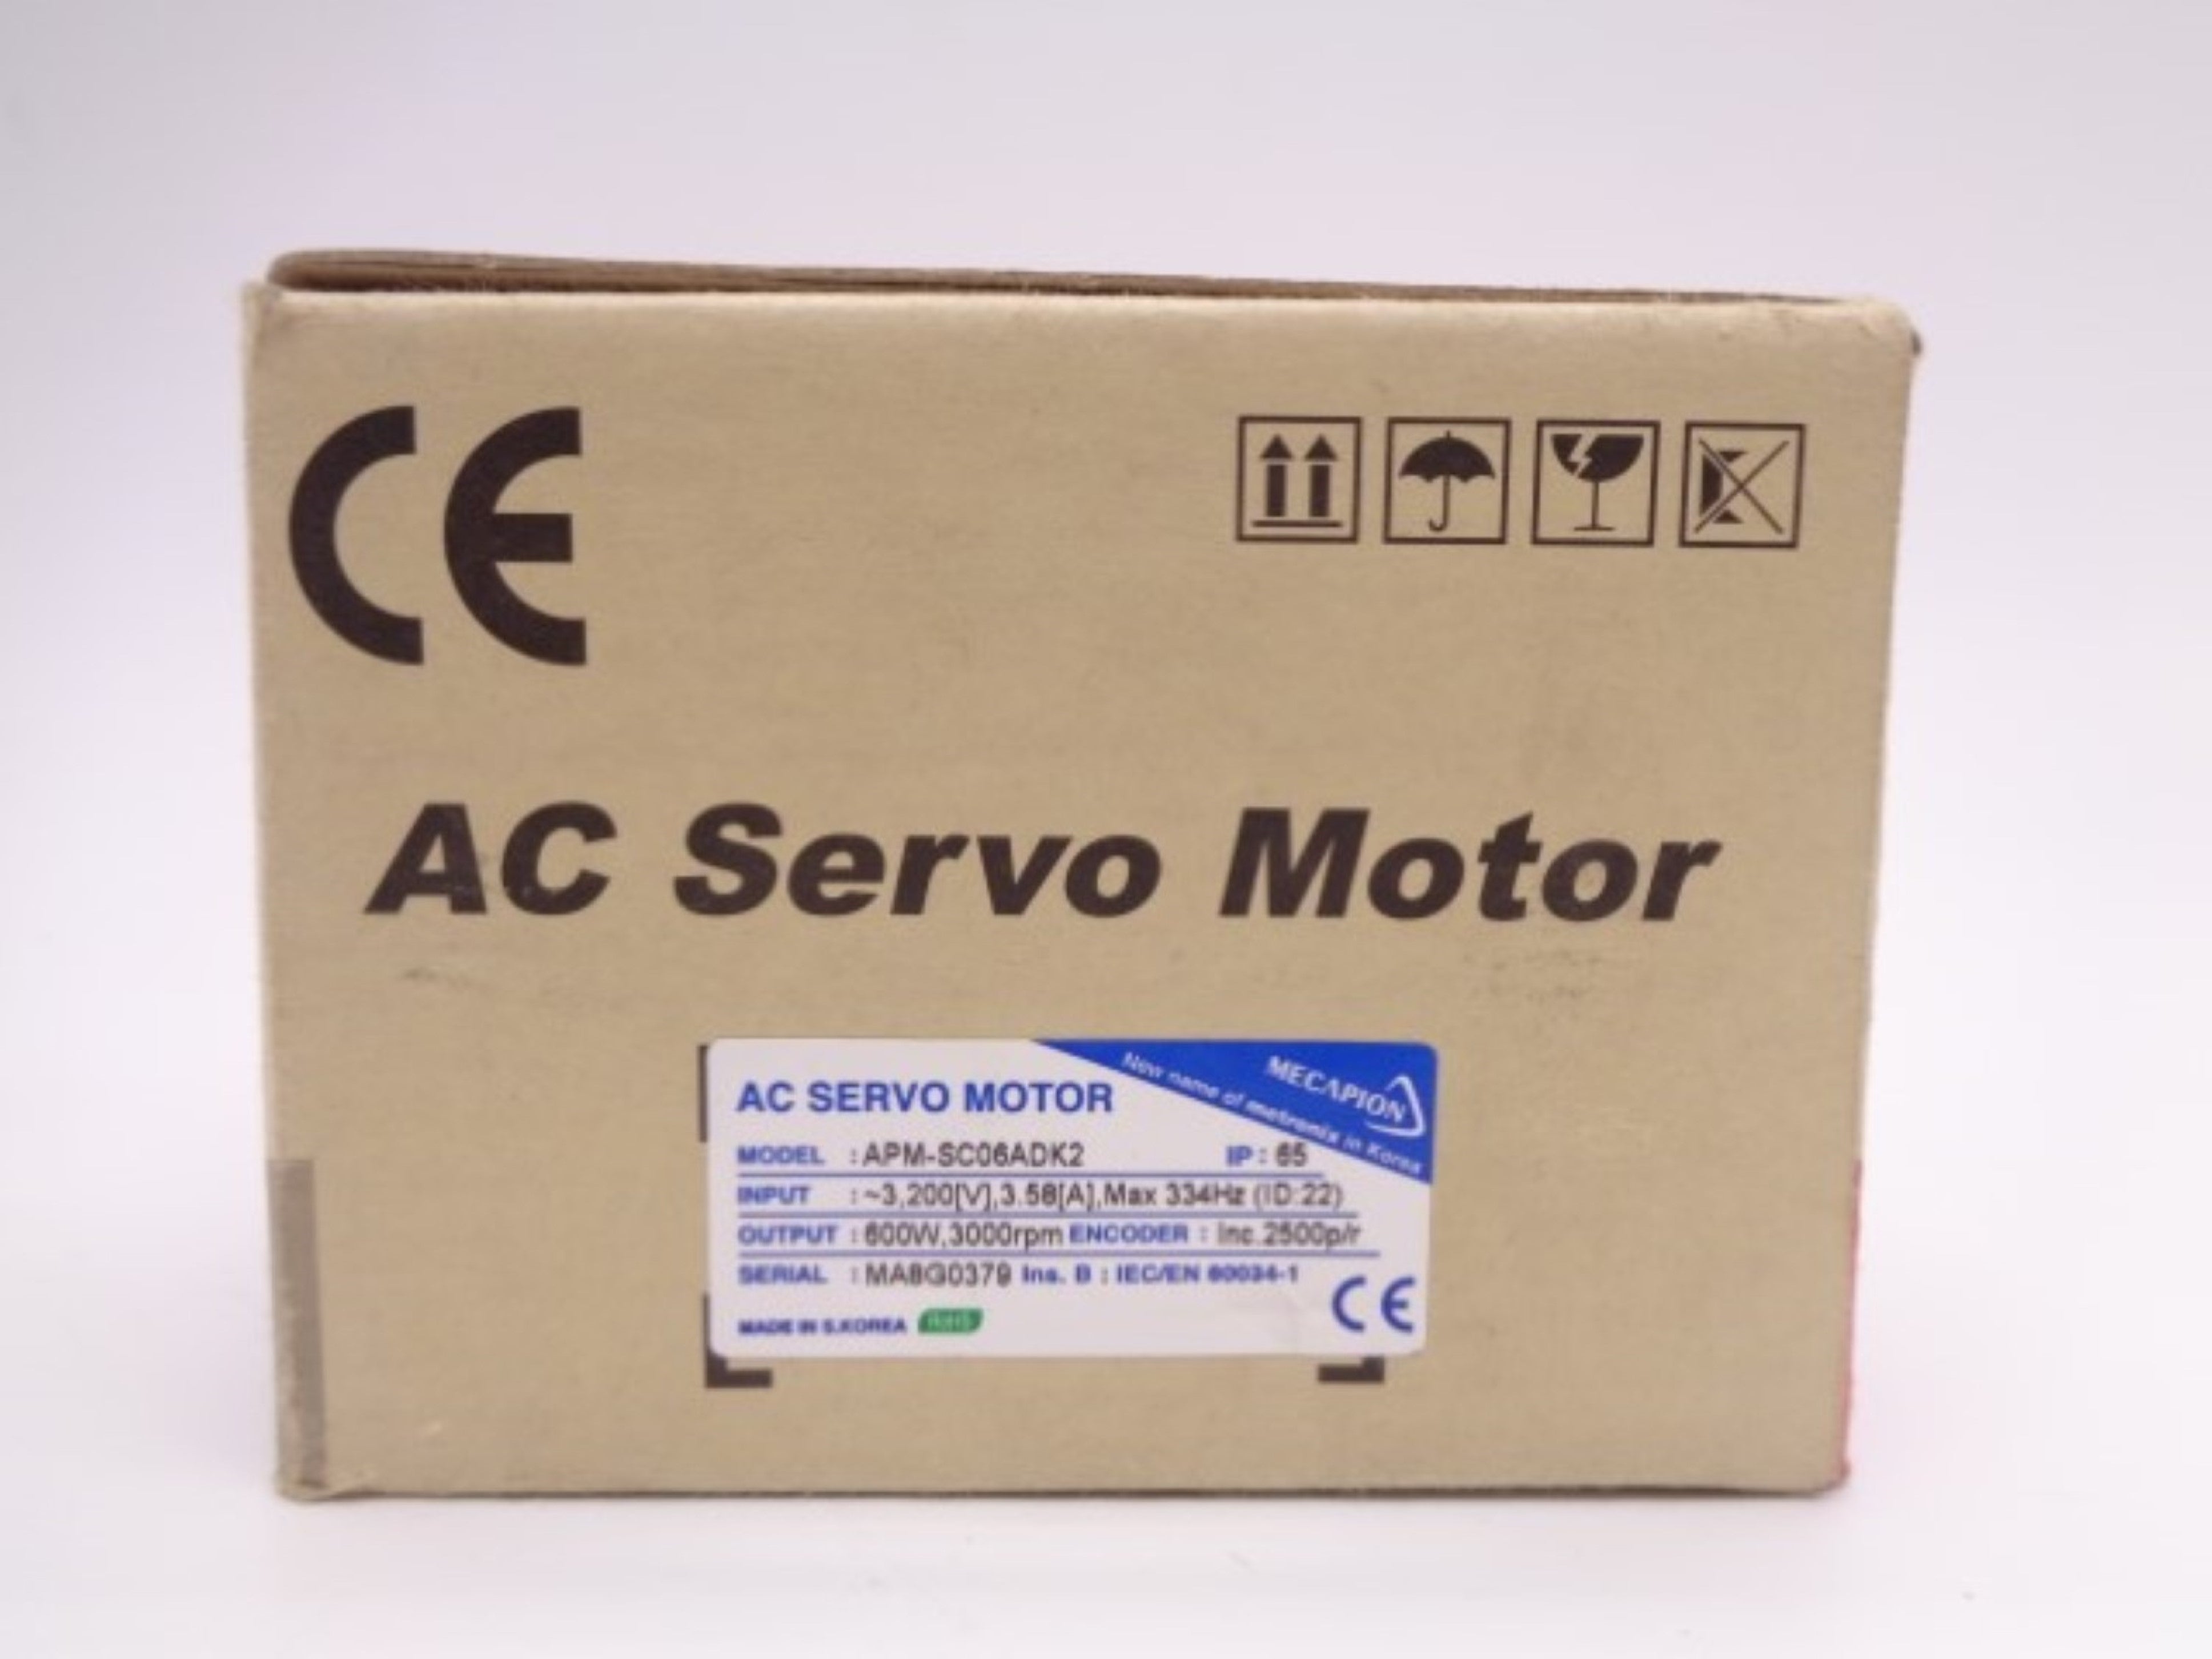 CE
AC Servo Motor
MECAPION
New name of metronix in Korea
AC SERVO MOTOR
MODEL : APM-SC06ADK2 IP : 65
INPUT : ~3,200[V],3.58[A],Max 334Hz (ID:22)
OUTPUT : 600W,3000rpm ENCODER : Inc.2500p/r
SERIAL : MA8G0379 Ins. B : IEC/EN 60034-1
MADE IN S.KOREA RoHS CE